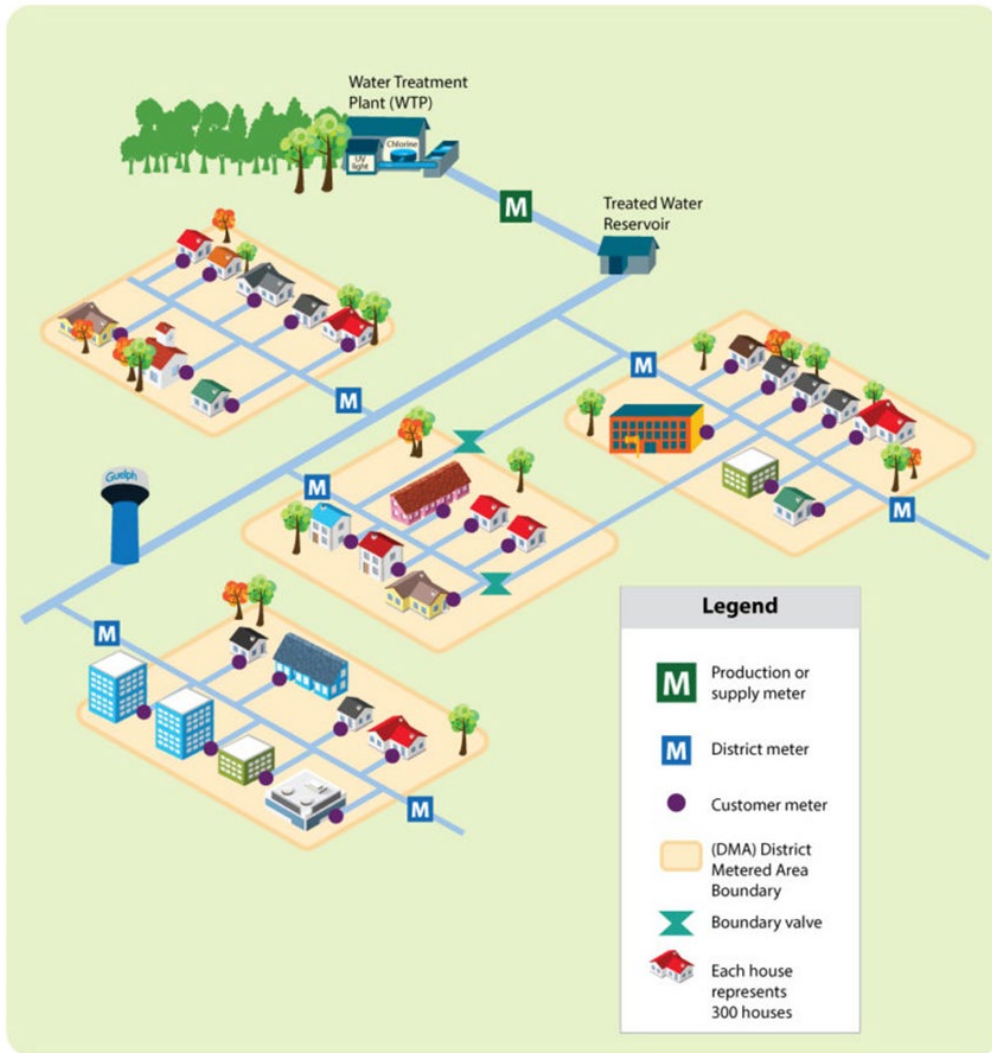 Water Treatment
Plant (WTP)
Chlorine
UV
light
M
Treated Water
Reservoir
M
M
M
M
Guelph
M
M
Legend
M
Production or
supply meter
M
District meter
Customer meter
(DMA) District
Metered Area
Boundary
Boundary valve
Each house
represents
300 houses